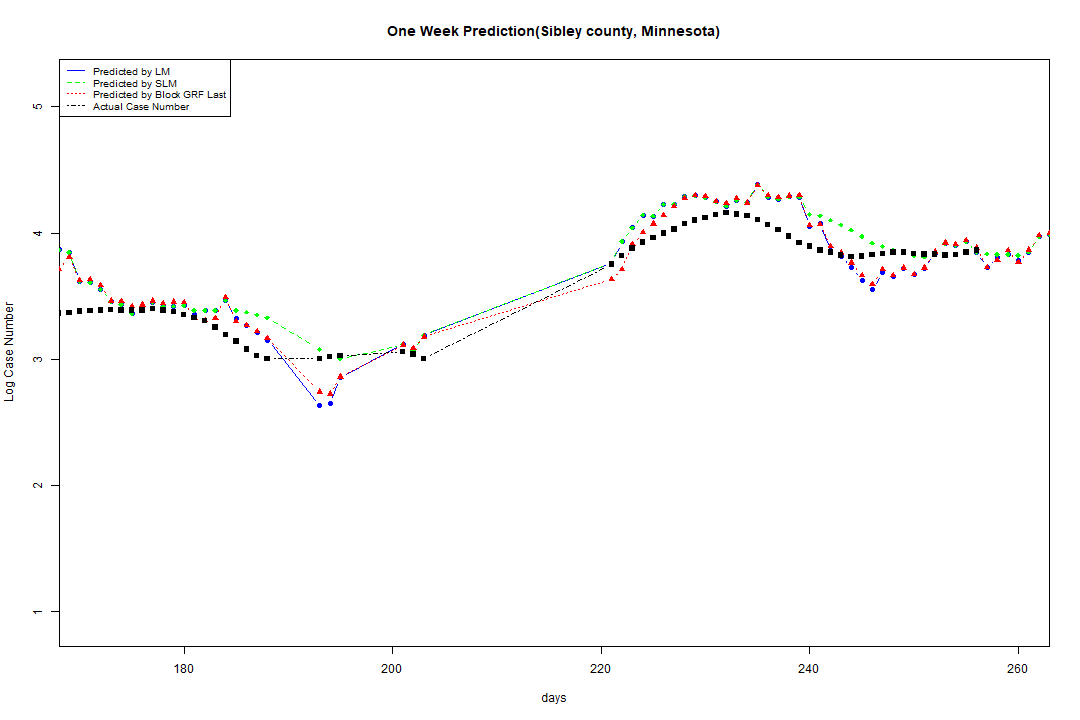 One Week Prediction(Sibley county, Minnesota)
Predicted by LM
Predicted by SLM
Predicted by Block GRF Last
Actual Case Number
5
4
3
2
1
Log Case Number
180
200
220
240
260
days